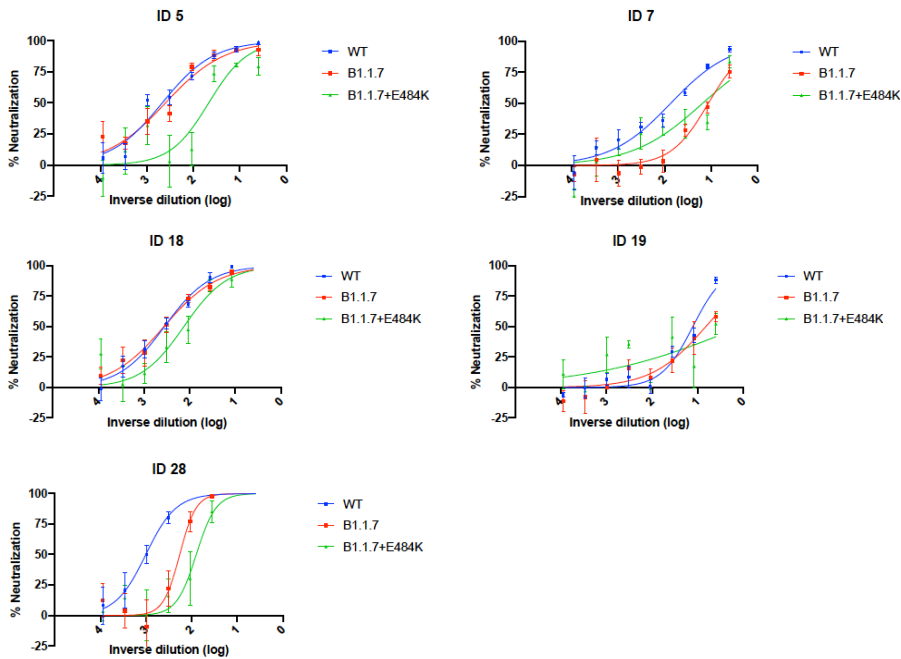 ID 5
% Neutralization
100
75
50
25
0
-25
4
3
2
1
0
Inverse dilution (log)
WT
B1.1.7
B1.1.7+E484K
ID 7
% Neutralization
100
75
50
25
0
-25
4
3
2
1
0
Inverse dilution (log)
WT
B1.1.7
B1.1.7+E484K
ID 18
% Neutralization
100
75
50
25
0
-25
4
3
2
1
0
Inverse dilution (log)
WT
B1.1.7
B1.1.7+E484K
ID 19
% Neutralization
100
75
50
25
0
-25
4
3
2
1
0
Inverse dilution (log)
WT
B1.1.7
B1.1.7+E484K
ID 28
% Neutralization
100
75
50
25
0
-25
4
3
2
1
0
Inverse dilution (log)
WT
B1.1.7
B1.1.7+E484K